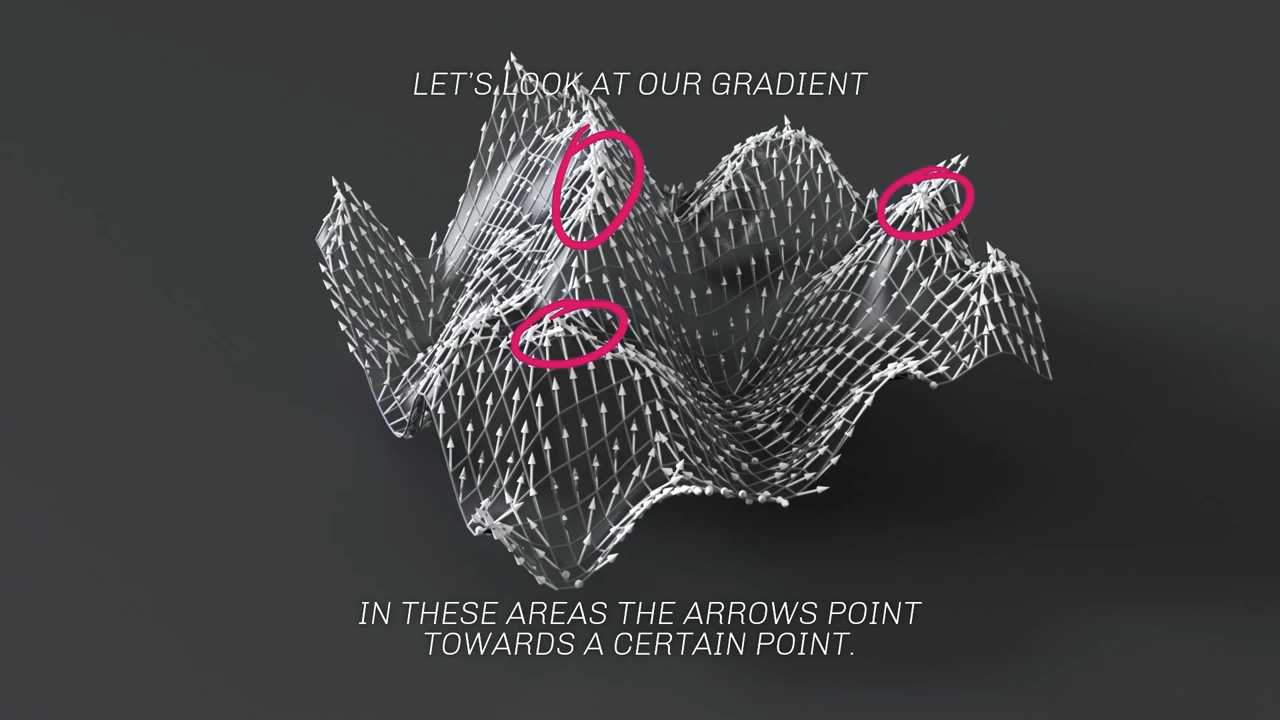 LET'S LOOK AT OUR GRADIENT
IN THESE AREAS THE ARROWS POINT
TOWARDS A CERTAIN POINT.